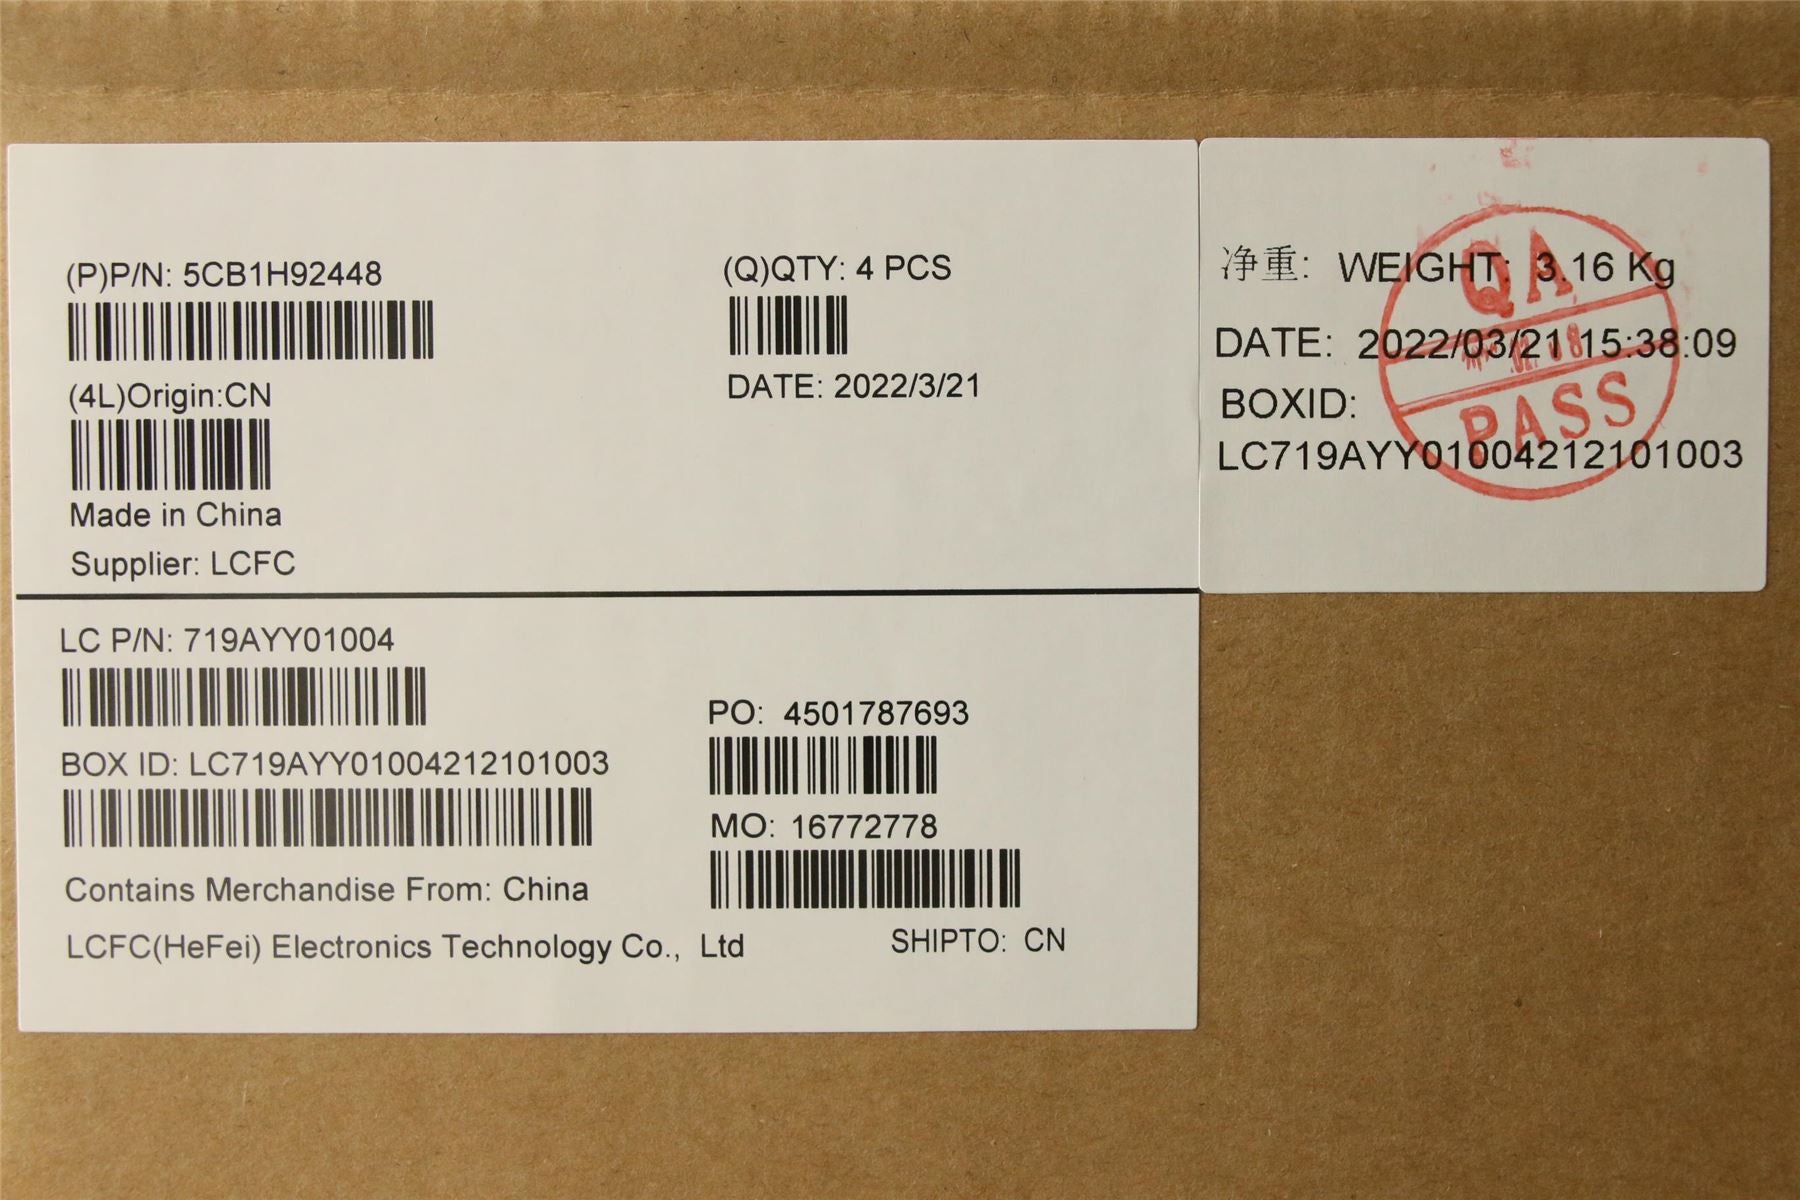 (P)P/N: 5CB1H92448
(4L)Origin:CN
Made in China
Supplier: LCFC
(Q)QTY: 4 PCS
DATE: 2022/3/21
LC P/N: 719AYY01004
BOX ID: LC719AYY01004212101003
Contains Merchandise From: China
LCFC(HeFei) Electronics Technology Co., Ltd
PO: 4501787693
MO: 16772778
SHIPTO: CN
净重: WEIGHT: 3.16 Kg
DATE: 2022/03/21 15:38:09
BOXID:
LC719AYY01004212101003
QA
PASS